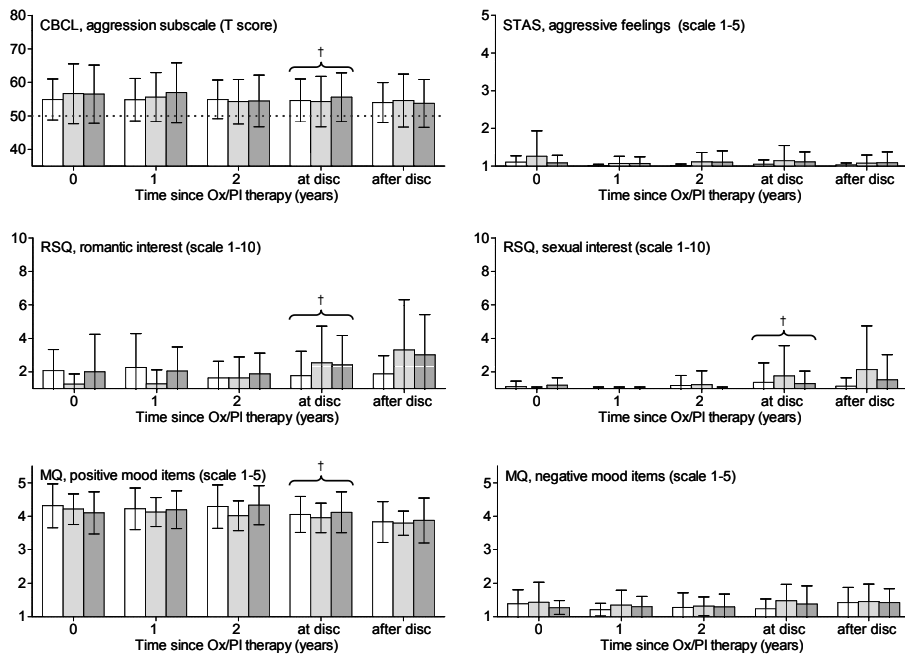 CBCL, aggression subscale (T score)
80
70
60
50
40
†
0 1 2 at disc after disc
Time since Ox/PI therapy (years)
STAS, aggressive feelings (scale 1-5)
5
4
3
2
1
0 1 2 at disc after disc
Time since Ox/PI therapy (years)
RSQ, romantic interest (scale 1-10)
10
8
6
4
2
†
0 1 2 at disc after disc
Time since Ox/PI therapy (years)
RSQ, sexual interest (scale 1-10)
10
8
6
4
2
†
0 1 2 at disc after disc
Time since Ox/PI therapy (years)
MQ, positive mood items (scale 1-5)
5
4
3
2
1
†
0 1 2 at disc after disc
Time since Ox/PI therapy (years)
MQ, negative mood items (scale 1-5)
5
4
3
2
1
0 1 2 at disc after disc
Time since Ox/PI therapy (years)